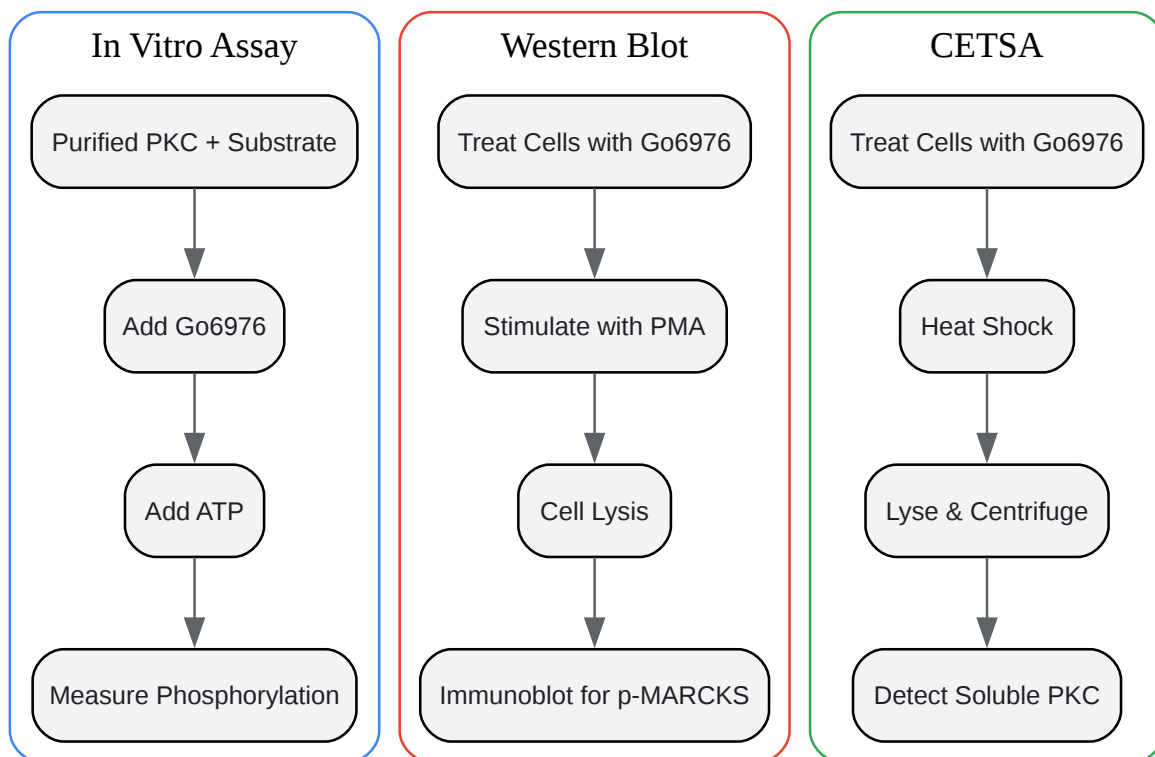 In Vitro Assay
Purified PKC + Substrate
Add Go6976
Add ATP
Measure Phosphorylation
Western Blot
Treat Cells with Go6976
Stimulate with PMA
Cell Lysis
Immunoblot for p-MARCKS
CETSA
Treat Cells with Go6976
Heat Shock
Lyse & Centrifuge
Detect Soluble PKC